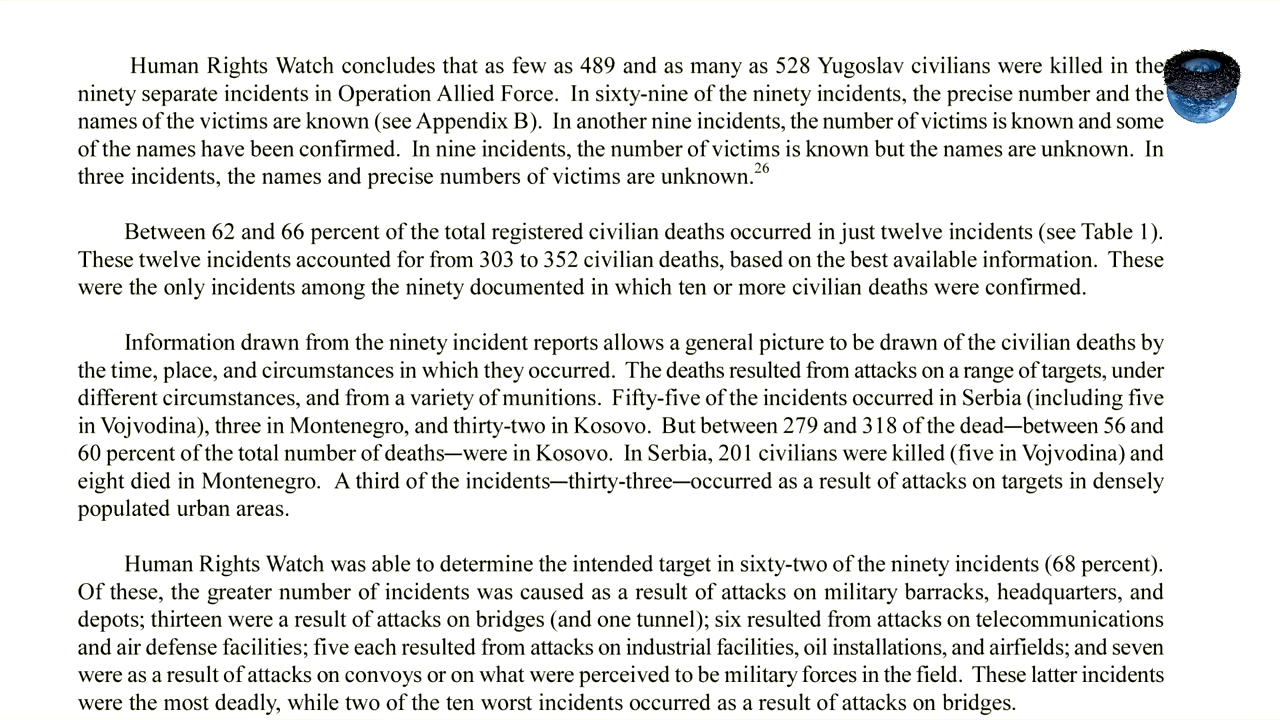 Human Rights Watch concludes that as few as 489 and as many as 528 Yugoslav civilians were killed in the
ninety separate incidents in Operation Allied Force. In sixty-nine of the ninety incidents, the precise number and the
names of the victims are known (see Appendix B). In another nine incidents, the number of victims is known and some
of the names have been confirmed. In nine incidents, the number of victims is known but the names are unknown. In
three incidents, the names and precise numbers of victims are unknown.26
Between 62 and 66 percent of the total registered civilian deaths occurred in just twelve incidents (see Table 1).
These twelve incidents accounted for from 303 to 352 civilian deaths, based on the best available information. These
were the only incidents among the ninety documented in which ten or more civilian deaths were confirmed.
Information drawn from the ninety incident reports allows a general picture to be drawn of the civilian deaths by
the time, place, and circumstances in which they occurred. The deaths resulted from attacks on a range of targets, under
different circumstances, and from a variety of munitions. Fifty-five of the incidents occurred in Serbia (including five
in Vojvodina), three in Montenegro, and thirty-two in Kosovo. But between 279 and 318 of the dead—between 56 and
60 percent of the total number of deaths—were in Kosovo. In Serbia, 201 civilians were killed (five in Vojvodina) and
eight died in Montenegro. A third of the incidents—thirty-three—occurred as a result of attacks on targets in densely
populated urban areas.
Human Rights Watch was able to determine the intended target in sixty-two of the ninety incidents (68 percent).
Of these, the greater number of incidents was caused as a result of attacks on military barracks, headquarters, and
depots; thirteen were a result of attacks on bridges (and one tunnel); six resulted from attacks on telecommunications
and air defense facilities; five each resulted from attacks on industrial facilities, oil installations, and airfields; and seven
were as a result of attacks on convoys or on what were perceived to be military forces in the field. These latter incidents
were the most deadly, while two of the ten worst incidents occurred as a result of attacks on bridges.